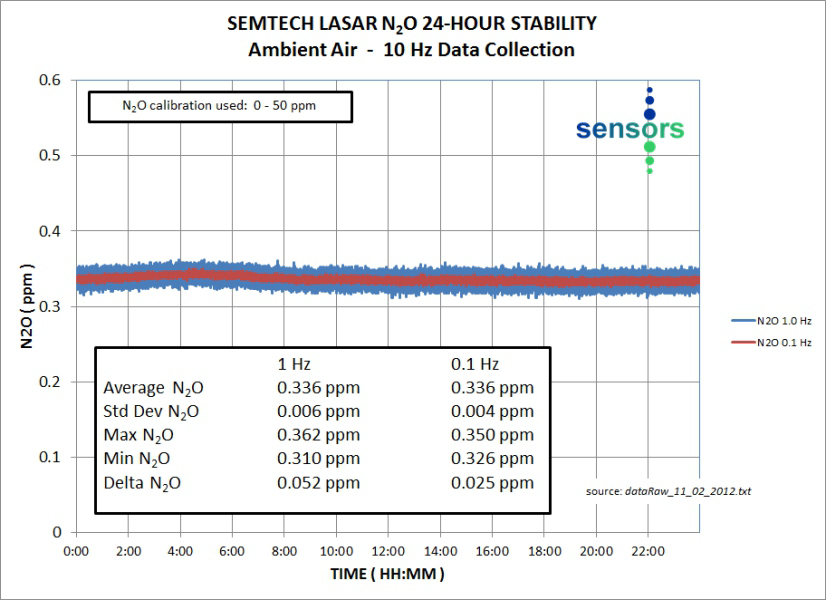 SEMTECH LASAR N₂O 24-HOUR STABILITY
Ambient Air - 10 Hz Data Collection
0.6
N₂O calibration used: 0 - 50 ppm
sensors
0.5
0.4
0.3
0.2
0.1
0
N2O ( ppm )
N2O 1.0 Hz
N2O 0.1 Hz
1 Hz 0.1 Hz
Average N₂O 0.336 ppm 0.336 ppm
Std Dev N₂O 0.006 ppm 0.004 ppm
Max N₂O 0.362 ppm 0.350 ppm
Min N₂O 0.310 ppm 0.326 ppm
Delta N₂O 0.052 ppm 0.025 ppm
source: dataRaw_11_02_2012.txt
0:00 2:00 4:00 6:00 8:00 10:00 12:00 14:00 16:00 18:00 20:00 22:00
TIME ( HH:MM )